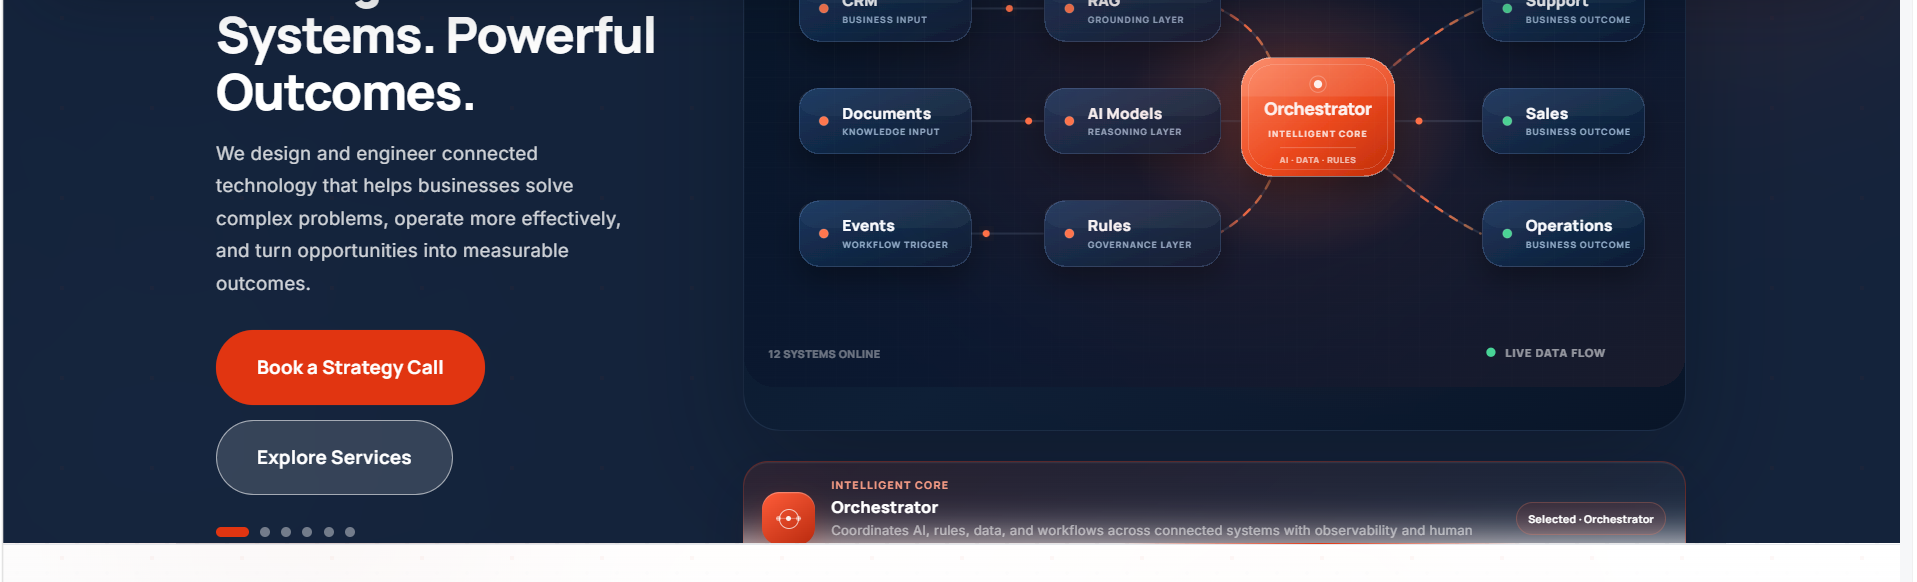 Systems. Powerful
Outcomes.
We design and engineer connected
technology that helps businesses solve
complex problems, operate more effectively,
and turn opportunities into measurable
outcomes.
Book a Strategy Call
Explore Services
CRM
BUSINESS INPUT
RAG
GROUNDING LAYER
Support
BUSINESS OUTCOME
Documents
KNOWLEDGE INPUT
AI Models
REASONING LAYER
Orchestrator
INTELLIGENT CORE
AI · DATA · RULES
Sales
BUSINESS OUTCOME
Events
WORKFLOW TRIGGER
Rules
GOVERNANCE LAYER
Operations
BUSINESS OUTCOME
12 SYSTEMS ONLINE
LIVE DATA FLOW
INTELLIGENT CORE
Orchestrator
Coordinates AI, rules, data, and workflows across connected systems with observability and human
Selected · Orchestrator